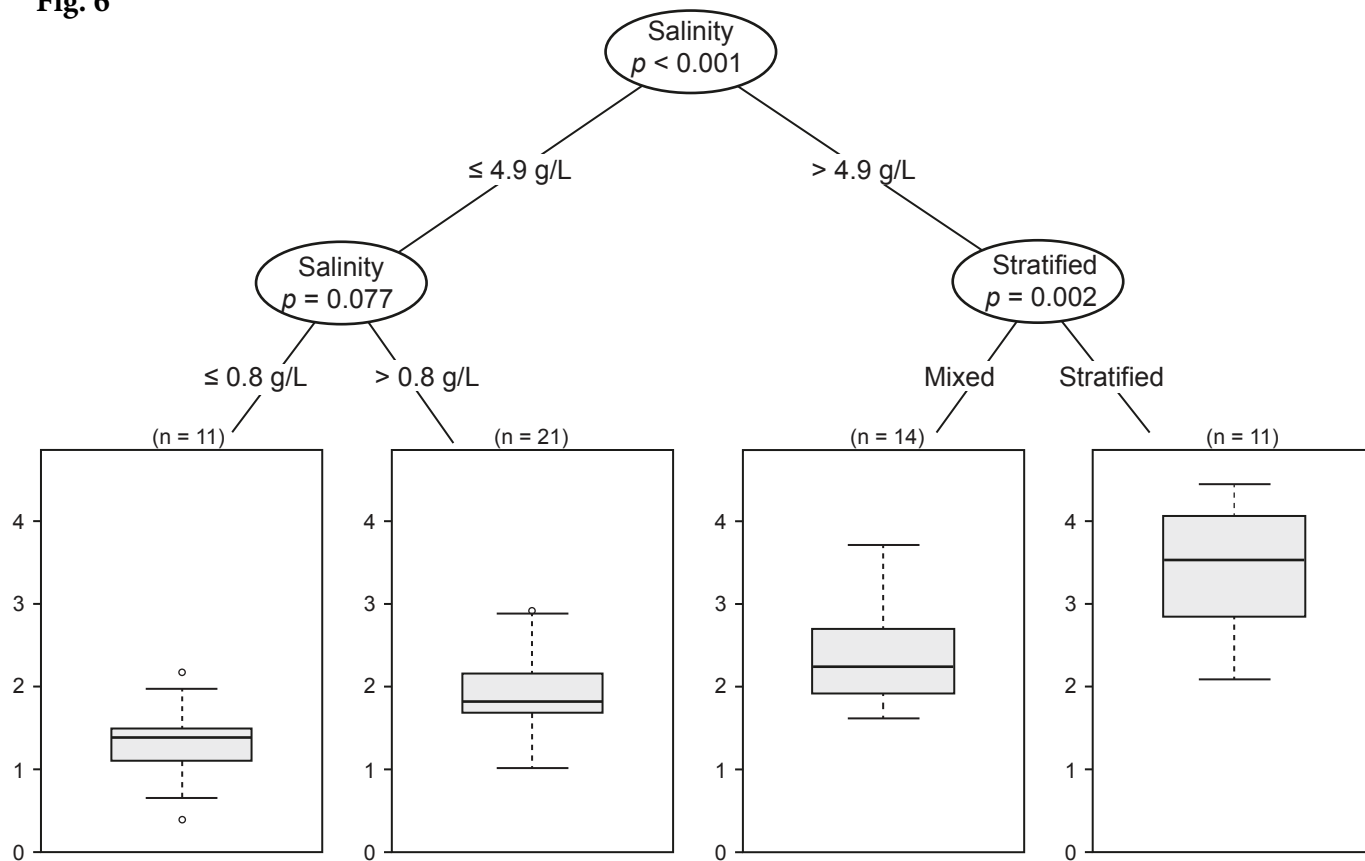 Fig. 6
Salinity
p < 0.001
≤ 4.9 g/L
> 4.9 g/L
Salinity
p = 0.077
Stratified
p = 0.002
≤ 0.8 g/L
> 0.8 g/L
Mixed
Stratified
(n = 11)
(n = 21)
(n = 14)
(n = 11)
4
3
2
1
0
4
3
2
1
0
4
3
2
1
0
4
3
2
1
0